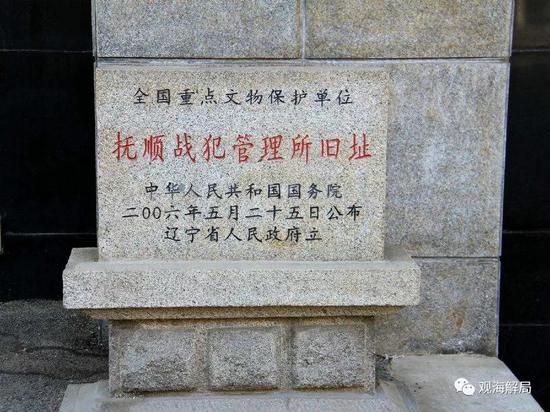 全国重点文物保护单位
抚顺战犯管理所旧址
中华人民共和国国务院
二00六年五月二十五日公布
辽宁省人民政府立
观海解局